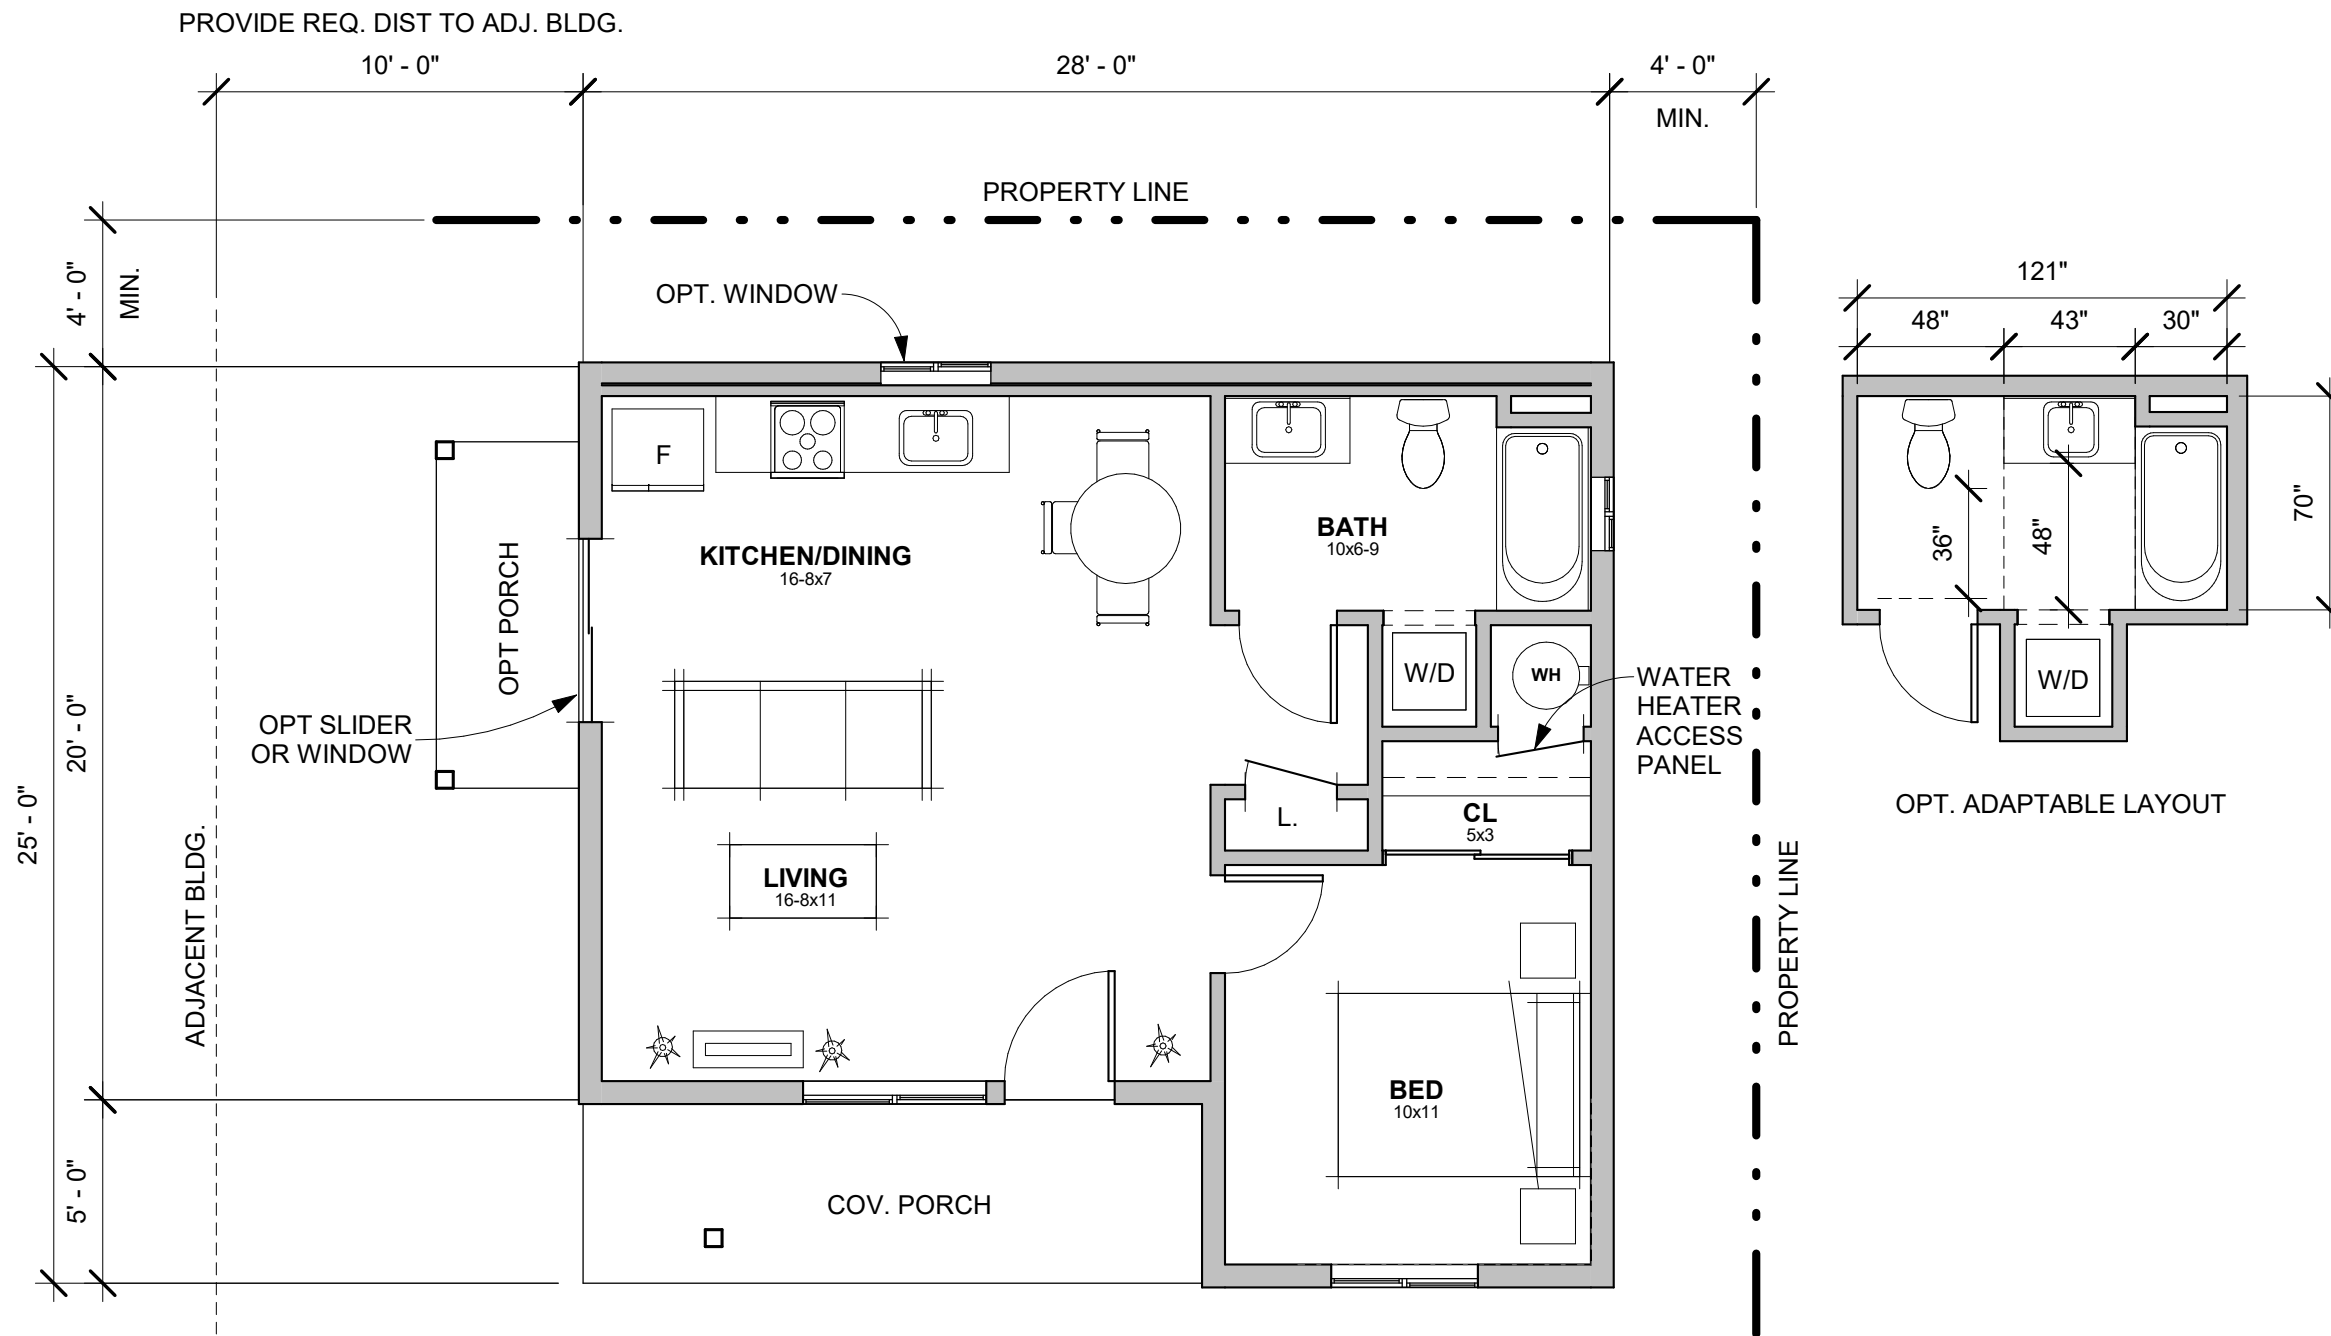 PROVIDE REQ. DIST TO ADJ. BLDG.
10' - 0"
28' - 0"
4' - 0"
MIN.
PROPERTY LINE
4' - 0"
MIN.
OPT. WINDOW
121"
48"
43"
30"
F
BATH
10x6-9
KITCHEN/DINING
16-8x7
36"
48"
70"
OPT PORCH
W/D
WH
WATER
HEATER
ACCESS
PANEL
W/D
OPT SLIDER
OR WINDOW
20' - 0"
25' - 0"
OPT. ADAPTABLE LAYOUT
L.
CL
5x3
LIVING
16-8x11
ADJACENT BLDG.
PROPERTY LINE
BED
10x11
5' - 0"
COV. PORCH